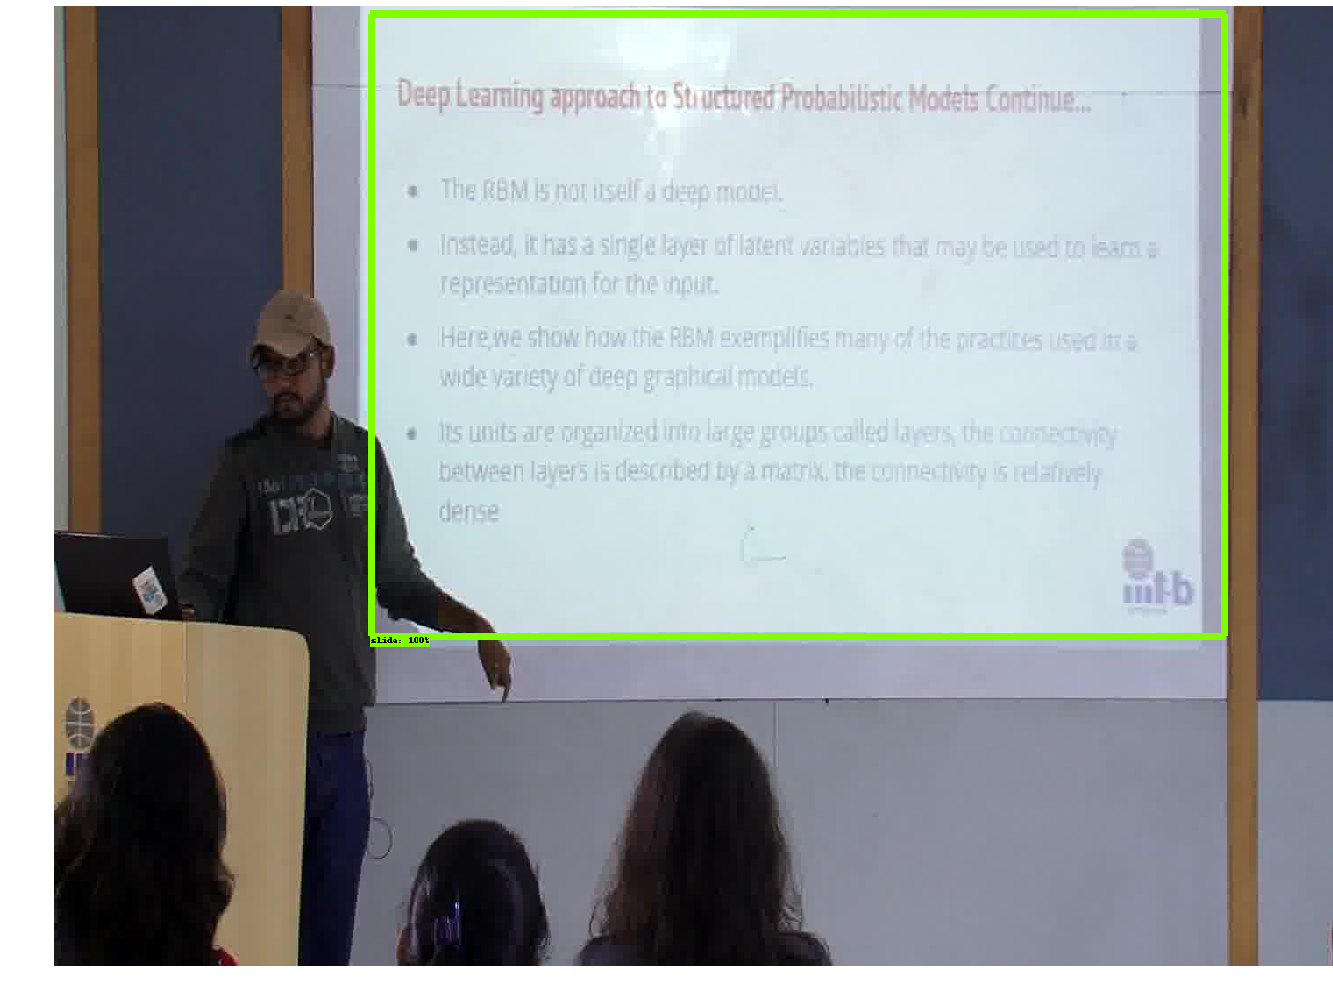 Deep Learning approach to Structured Probabilistic Models Continue...
• The RBM is not itself a deep model.
• Instead, it has a single layer of latent variables that may be used to learn a
representation for the input.
• Here,we show how the RBM exemplifies many of the practices used in a
wide variety of deep graphical models.
• Its units are organized into large groups called layers, the connectivity
between layers is described by a matrix, the connectivity is relatively
dense
iiit-b
slide: 100%